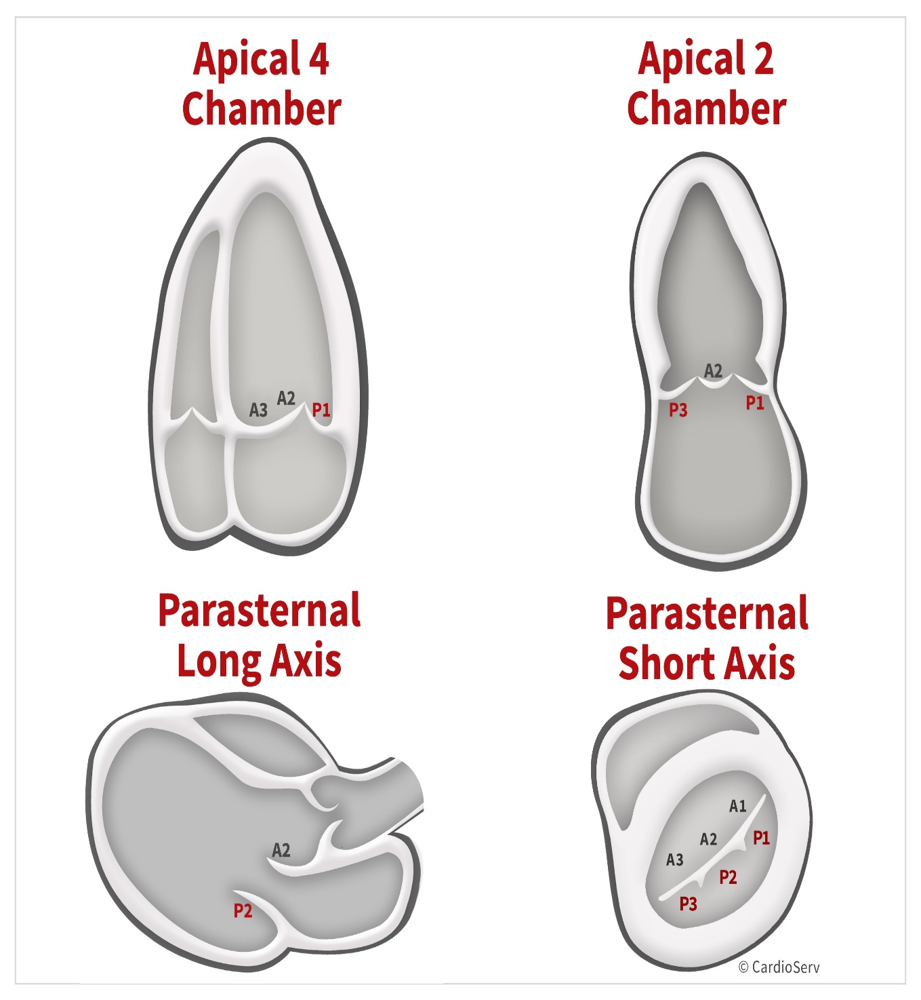 Apical 4
Chamber
A3 A2 P1
Apical 2
Chamber
A2
P3 P1
Parasternal
Long Axis
A2
P2
Parasternal
Short Axis
A1
A2 P1
A3
P2
P3
© CardioServ